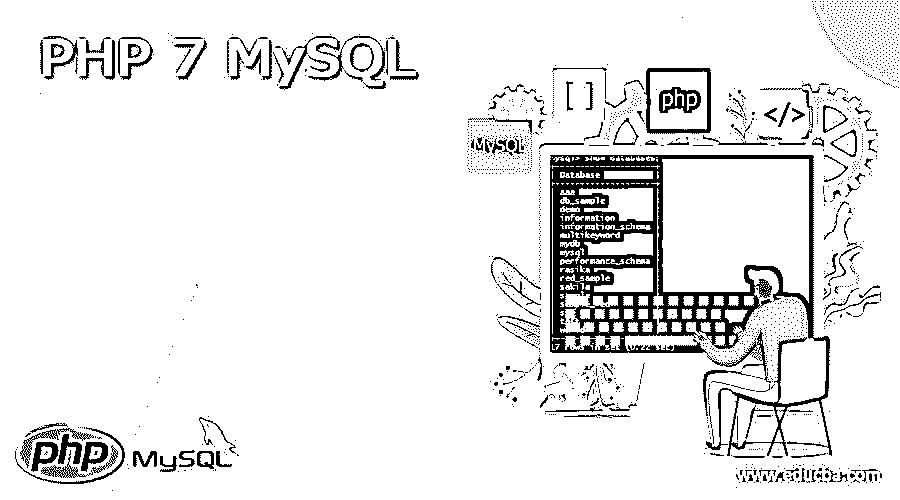 PHP 7 MySQL
[ ]
php
</>
MySQL
mysql> show databases;
Database
aaa
db_sample
demo
information
information_schema
multikeyword
mydb
mysql
performance_schema
rasika
red_sample
sakila
php
MySQL
www.educba.com